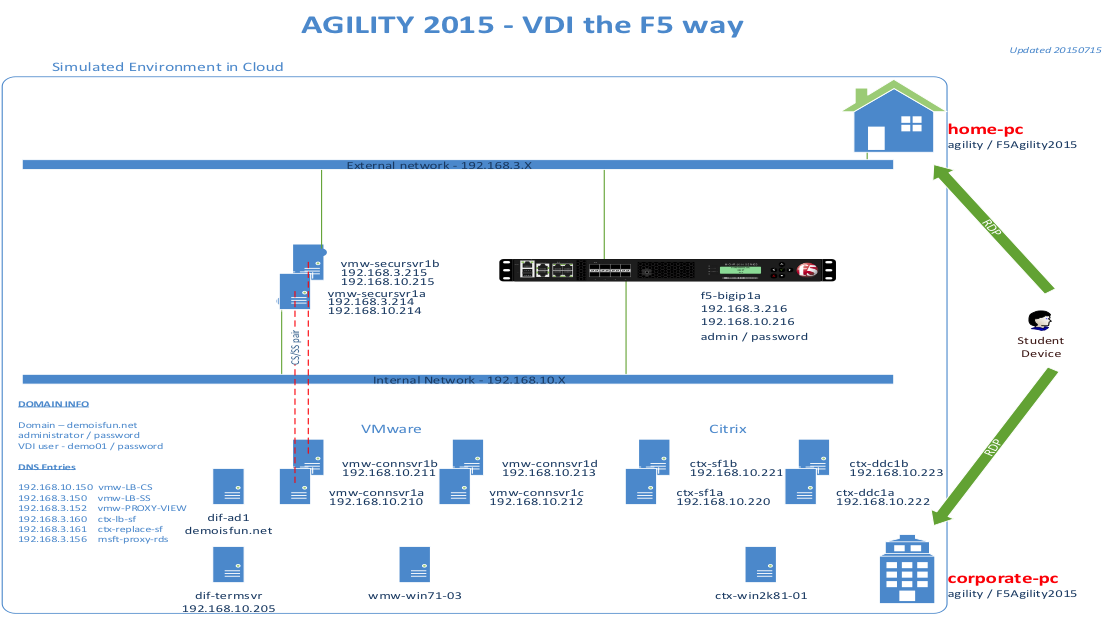 AGILITY 2015 - VDI the F5 way
Updated 20150715
Simulated Environment in Cloud
home-pc
agility / F5Agility2015
External network - 192.168.3.X
RDP
vmw-secursvr1b
192.168.3.215
192.168.10.215
vmw-secursvr1a
192.168.3.214
192.168.10.214
f5
f5-bigip1a
192.168.3.216
192.168.10.216
admin / password
CS/SS pair
Student
Device
Internal Network - 192.168.10.X
DOMAIN INFO
Domain – demoisfun.net
administrator / password
VDI user - demo01 / password
DNS Entries
192.168.10.150 vmw-LB-CS
192.168.3.150 vmw-LB-SS
192.168.3.152 vmw-PROXY-VIEW
192.168.3.160 ctx-lb-sf
192.168.3.161 ctx-replace-sf
192.168.3.156 msft-proxy-rds
VMware
Citrix
RDP
vmw-connsvr1b
192.168.10.211
vmw-connsvr1d
192.168.10.213
ctx-sf1b
192.168.10.221
ctx-ddc1b
192.168.10.223
vmw-connsvr1a
192.168.10.210
vmw-connsvr1c
192.168.10.212
ctx-sf1a
192.168.10.220
ctx-ddc1a
192.168.10.222
dif-ad1
demoisfun.net
dif-termsvr
192.168.10.205
wmw-win71-03
ctx-win2k81-01
corporate-pc
agility / F5Agility2015